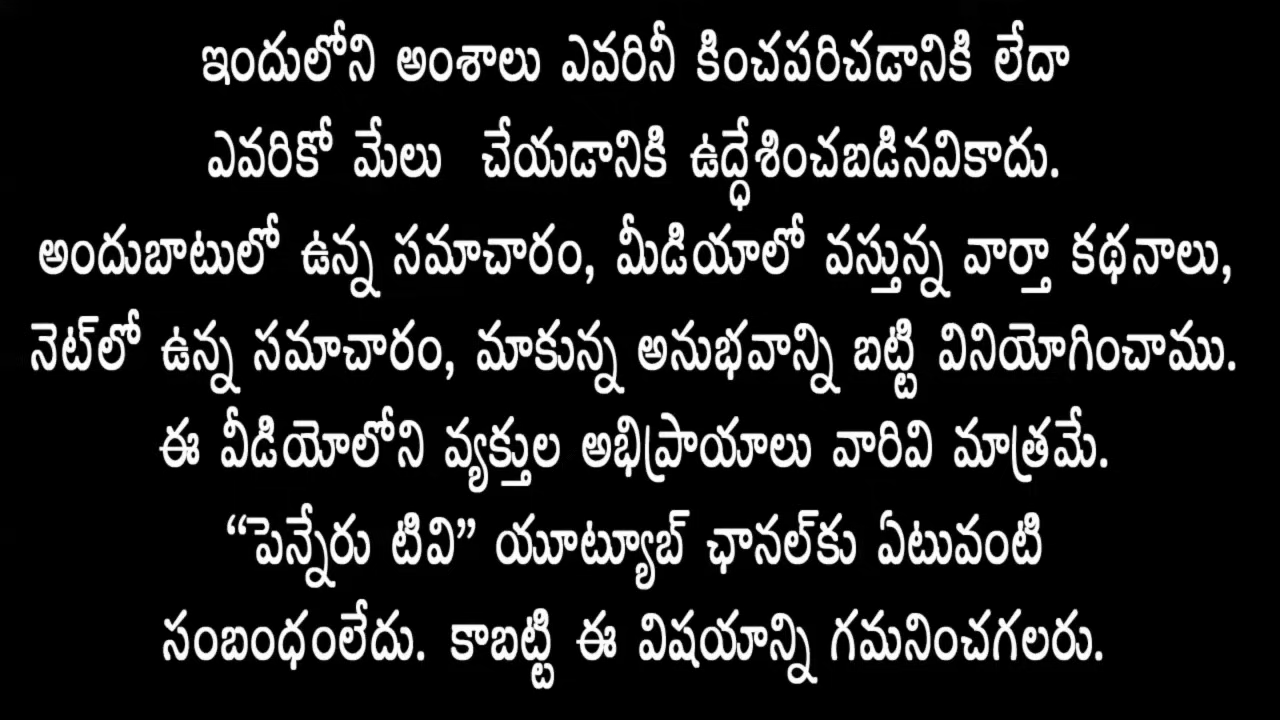 ఇందులోని అంశాలు ఎవరినీ కించపరిచడానికి లేదా
ఎవరికో మేలు చేయడానికి ఉద్ధేశించబడినవికాదు.
అందుబాటులో ఉన్న సమాచారం, మీడియాలో వస్తున్న వార్తా కథనాలు,
నెట్‌లో ఉన్న సమాచారం, మాకున్న అనుభవాన్ని బట్టి వినియోగించాము.
ఈ వీడియోలోని వ్యక్తుల అభిప్రాయాలు వారివి మాత్రమే.
“పెన్నేరు టివి” యూట్యూబ్ ఛానల్‌కు ఏటువంటి
సంబంధంలేదు. కాబట్టి ఈ విషయాన్ని గమనించగలరు.